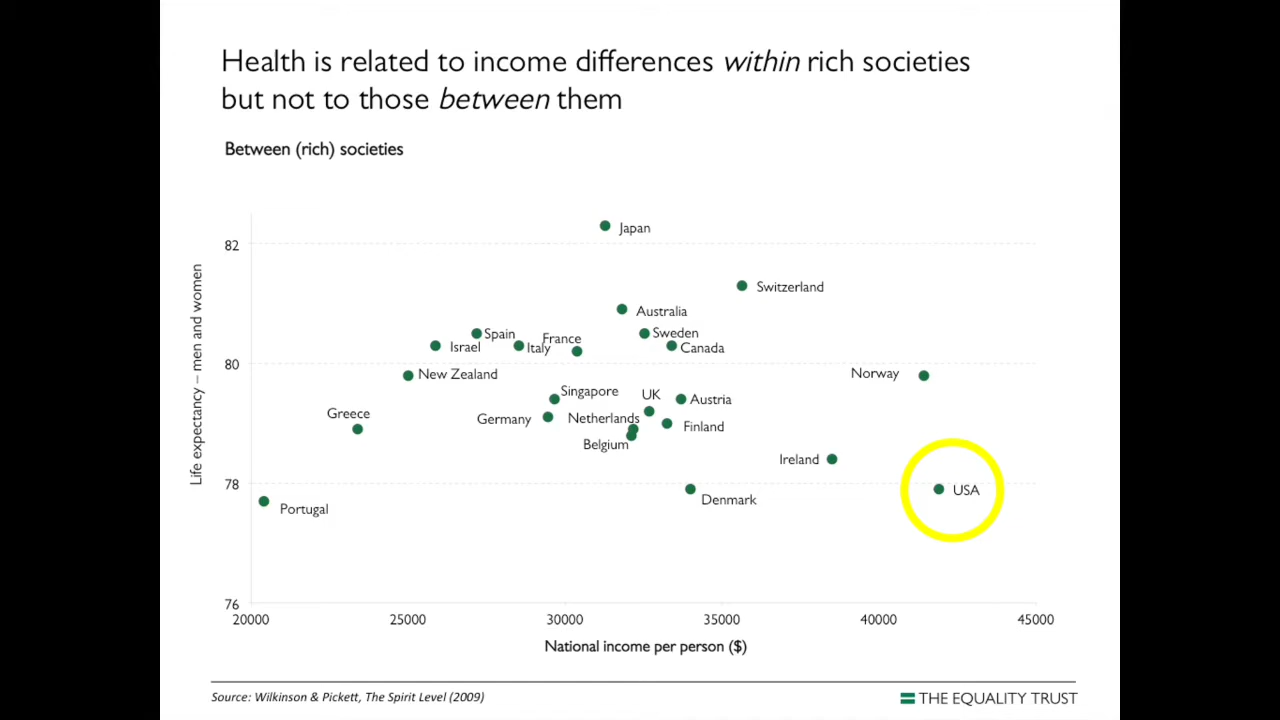 Health is related to income differences within rich societies
but not to those between them
Between (rich) societies
Life expectancy – men and women
82
80
78
76
Japan
Switzerland
Australia
Spain
France
Sweden
Israel
Italy
Canada
New Zealand
Norway
Singapore
UK
Austria
Greece
Germany
Netherlands
Finland
Belgium
Ireland
USA
Denmark
Portugal
20000
25000
30000
35000
40000
45000
National income per person ($)
Source: Wilkinson & Pickett, The Spirit Level (2009)
THE EQUALITY TRUST